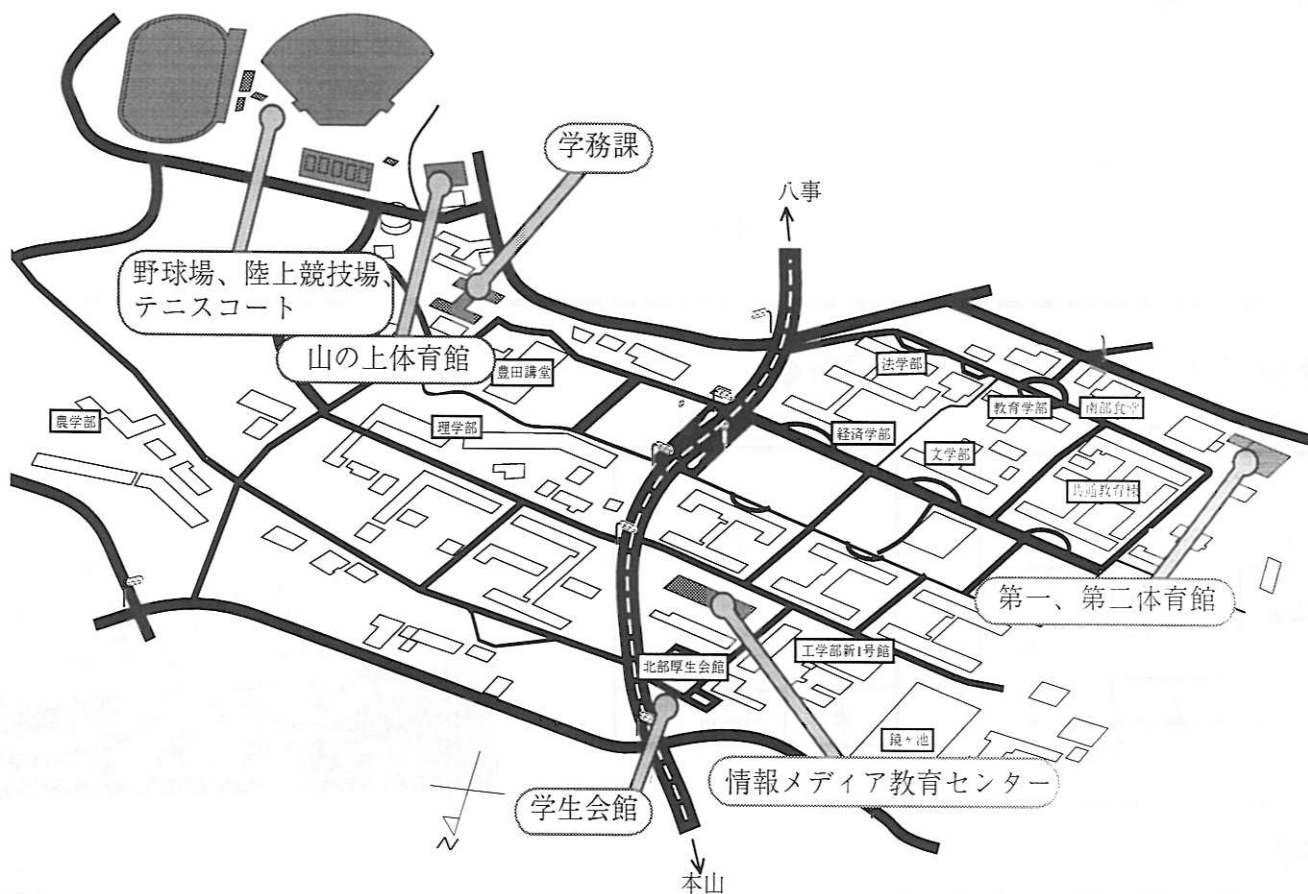 学務課
八事
野球場、陸上競技場、
テニスコート
山の上体育館
豊田講堂
法学部
教育学部
南部食堂
農学部
理学部
経済学部
文学部
共通教育棟
第一、第二体育館
北部厚生会館
工学部新1号館
鏡ヶ池
情報メディア教育センター
学生会館
N
本山